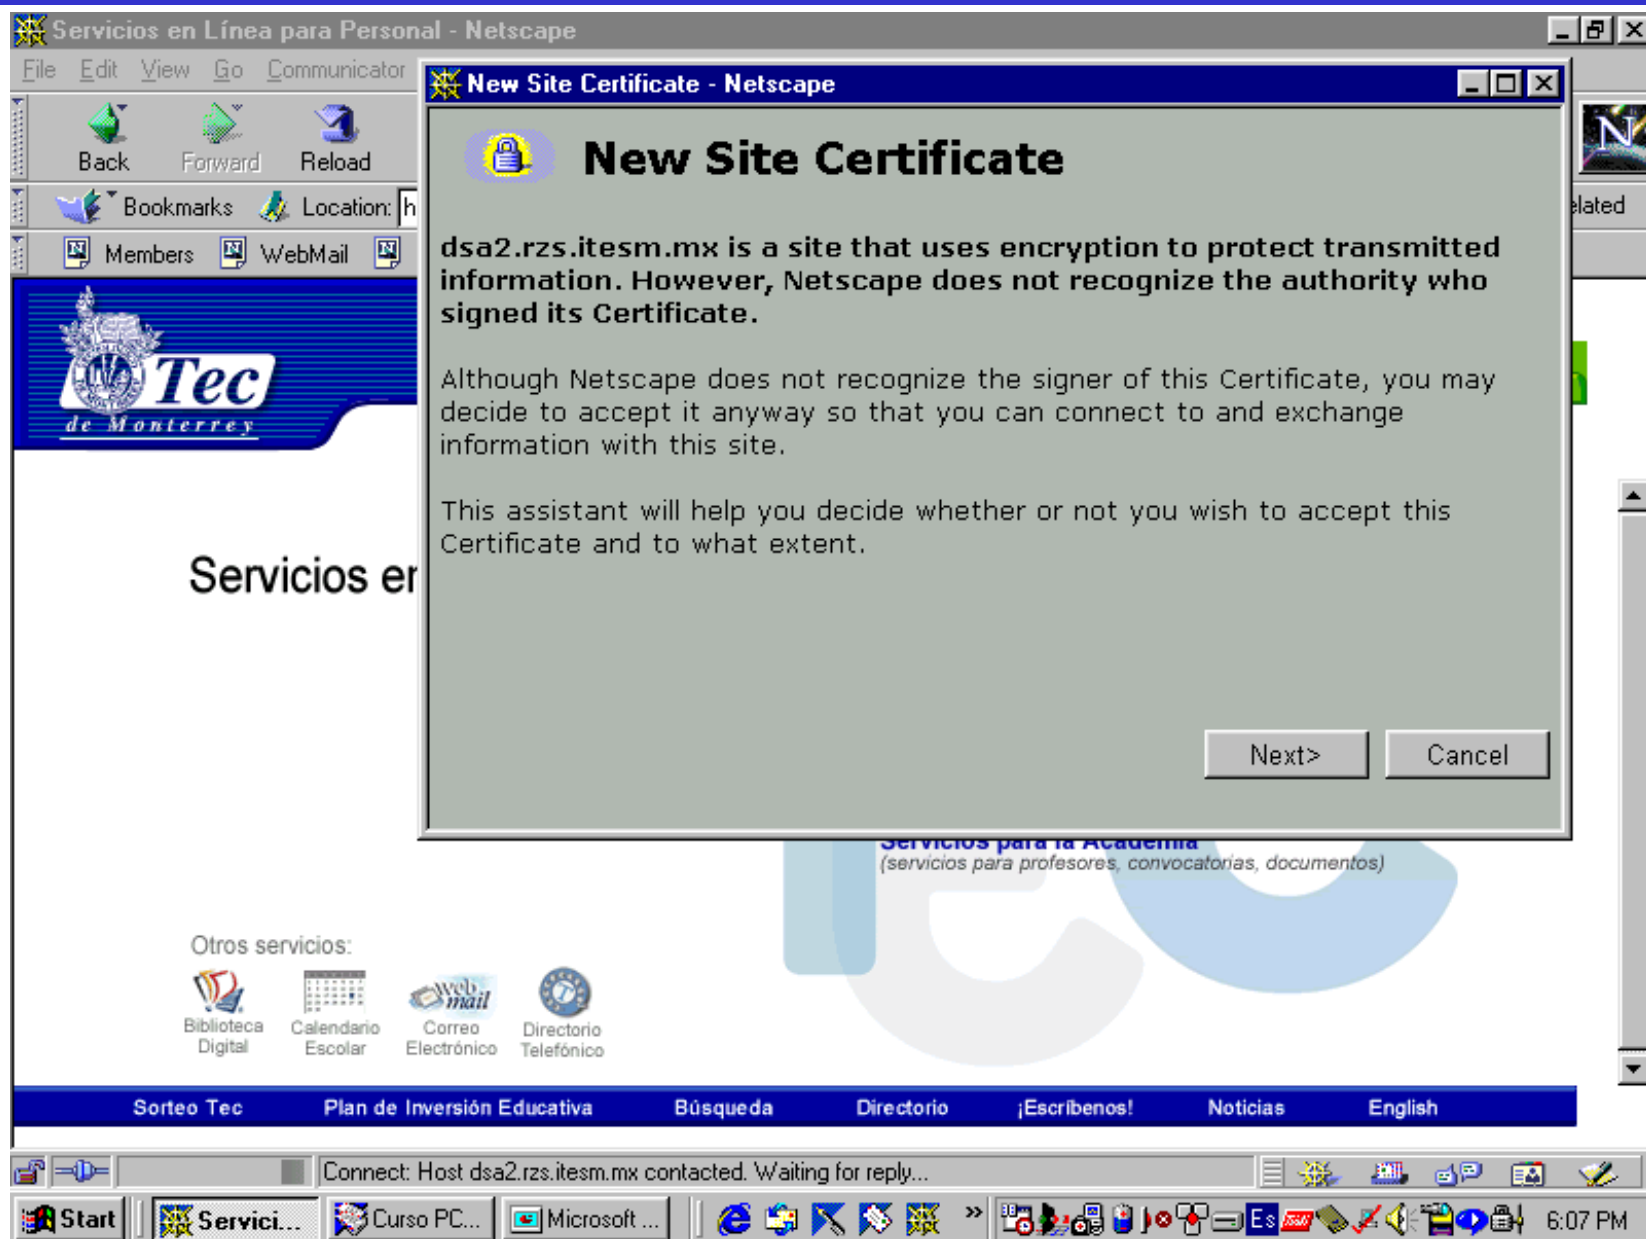 Servicios en Línea para Personal - Netscape
File Edit View Go Communicator
Back Forward Reload
Bookmarks Location: h
elated
Members WebMail
New Site Certificate - Netscape
New Site Certificate
dsa2.rzs.itesm.mx is a site that uses encryption to protect transmitted
information. However, Netscape does not recognize the authority who
signed its Certificate.
Although Netscape does not recognize the signer of this Certificate, you may
decide to accept it anyway so that you can connect to and exchange
information with this site.
This assistant will help you decide whether or not you wish to accept this
Certificate and to what extent.
Next> Cancel
Tec
de Monterrey
Servicios en
Servicios para la Academia
(servicios para profesores, convocatorias, documentos)
Otros servicios:
Biblioteca
Digital
Calendario
Escolar
web
mail
Correo
Electrónico
Directorio
Telefónico
Sorteo Tec Plan de Inversión Educativa Búsqueda Directorio ¡Escríbenos! Noticias English
Connect: Host dsa2.rzs.itesm.mx contacted. Waiting for reply...
Start Servici... Curso PC... Microsoft ... » Es 6:07 PM